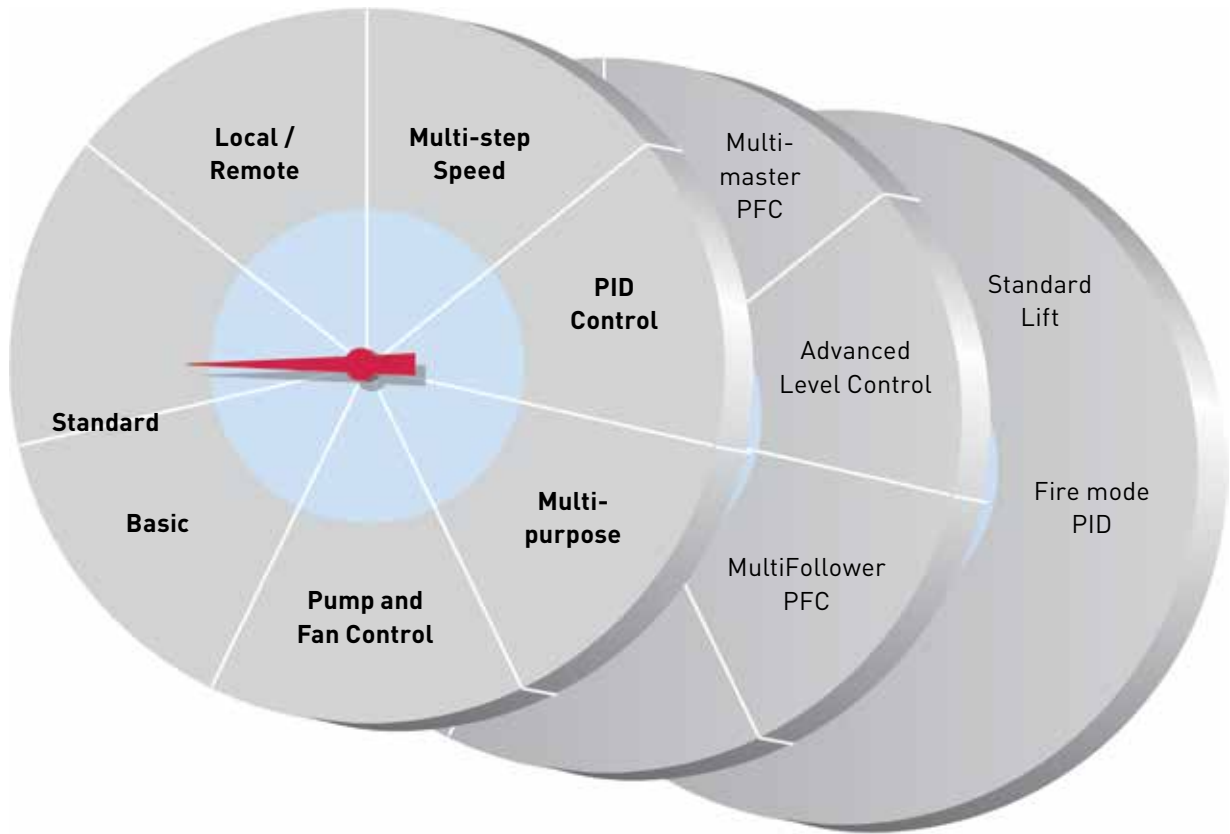 Local /
Remote
Multi-step
Speed
PID
Control
Multi-
purpose
Pump and
Fan Control
Basic
Standard
Multi-
master
PFC
Advanced
Level Control
MultiFollower
PFC
Standard
Lift
Fire mode
PID